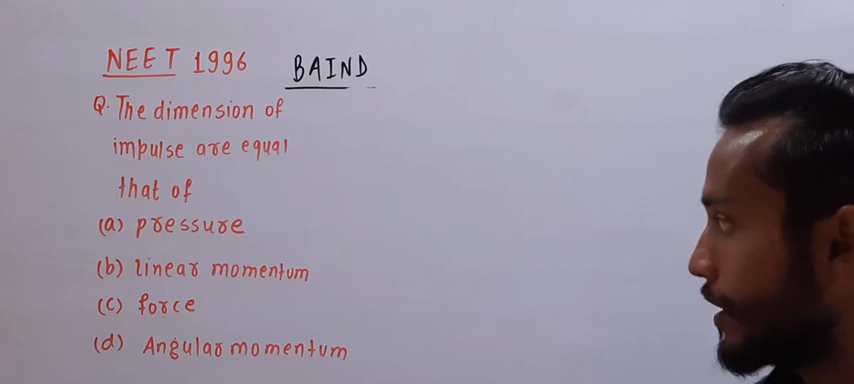 NEET 1996 BAIND
Q. The dimension of
impulse are equal
that of
(a) pressure
(b) linear momentum
(c) force
(d) Angular momentum